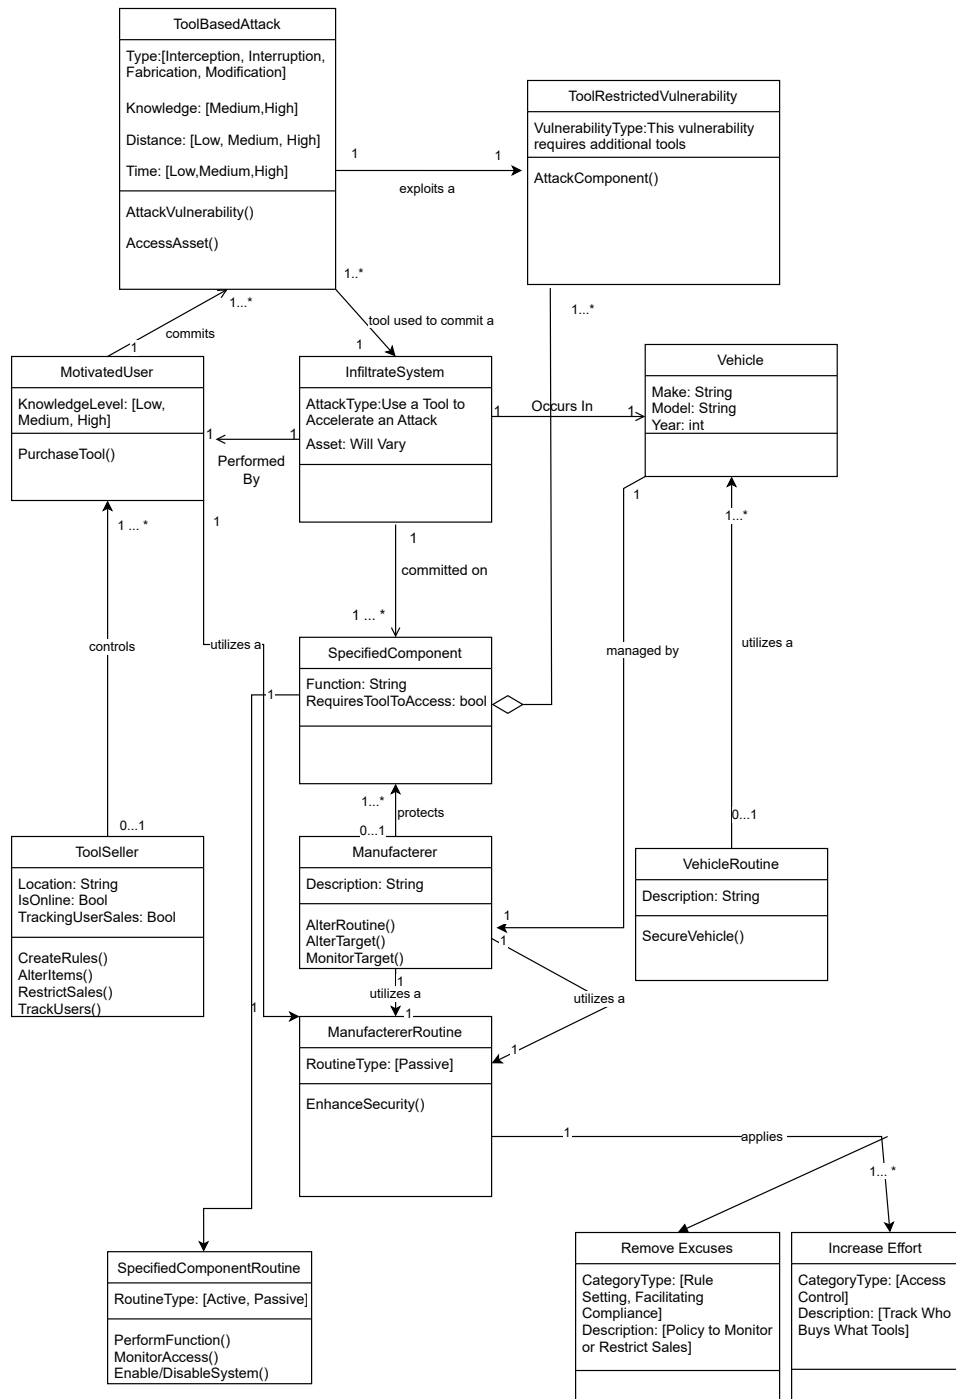 ToolBasedAttack
Type:[Interception, Interruption,
Fabrication, Modification]
Knowledge: [Medium,High]
Distance: [Low, Medium, High]
Time: [Low,Medium,High]
AttackVulnerability()
AccessAsset()
ToolRestrictedVulnerability
VulnerabilityType:This vulnerability
requires additional tools
AttackComponent()
1
1
exploits a
1..*
1...*
1...*
tool used to commit a
commits
1
1
MotivatedUser
KnowledgeLevel: [Low,
Medium, High]
PurchaseTool()
InfiltrateSystem
AttackType:Use a Tool to
Accelerate an Attack
Asset: Will Vary
Vehicle
Make: String
Model: String
Year: int
1
Occurs In
1
1
1
Performed
By
1
1 ... *
1
1
1...*
committed on
1 ... *
controls
utilizes a
managed by
utilizes a
SpecifiedComponent
Function: String
RequiresToolToAccess: bool
1
1...*
protects
0...1
0...1
0...1
ToolSeller
Location: String
IsOnline: Bool
TrackingUserSales: Bool
CreateRules()
AlterItems()
RestrictSales()
TrackUsers()
Manufacterer
Description: String
AlterRoutine()
AlterTarget()
MonitorTarget()
VehicleRoutine
Description: String
SecureVehicle()
1
1
1
utilizes a
utilizes a
1
1
1
ManufactererRoutine
RoutineType: [Passive]
EnhanceSecurity()
1
applies
1... *
SpecifiedComponentRoutine
RoutineType: [Active, Passive]
PerformFunction()
MonitorAccess()
Enable/DisableSystem()
Remove Excuses
CategoryType: [Rule
Setting, Facilitating
Compliance]
Description: [Policy to Monitor
or Restrict Sales]
Increase Effort
CategoryType: [Access
Control]
Description: [Track Who
Buys What Tools]